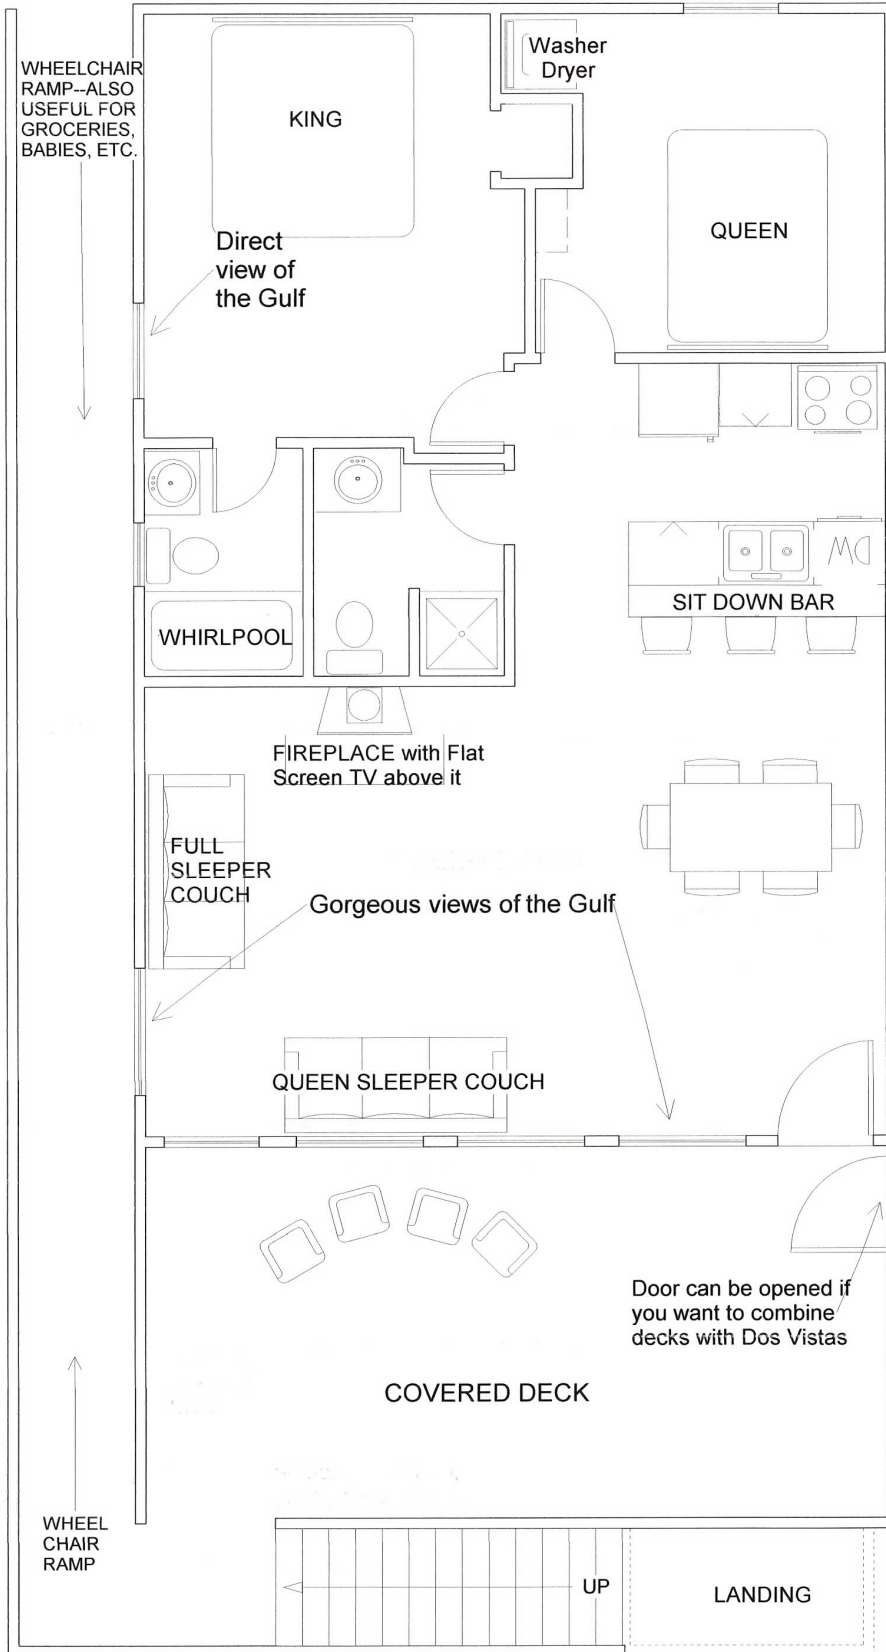 WHEELCHAIR
RAMP--ALSO
USEFUL FOR
GROCERIES,
BABIES, ETC.
KING
Washer
Dryer
QUEEN
Direct
view of
the Gulf
WHIRLPOOL
DW
SIT DOWN BAR
FIREPLACE with Flat
Screen TV above it
FULL
SLEEPER
COUCH
Gorgeous views of the Gulf
QUEEN SLEEPER COUCH
Door can be opened if
you want to combine
decks with Dos Vistas
COVERED DECK
WHEEL
CHAIR
RAMP
UP
LANDING